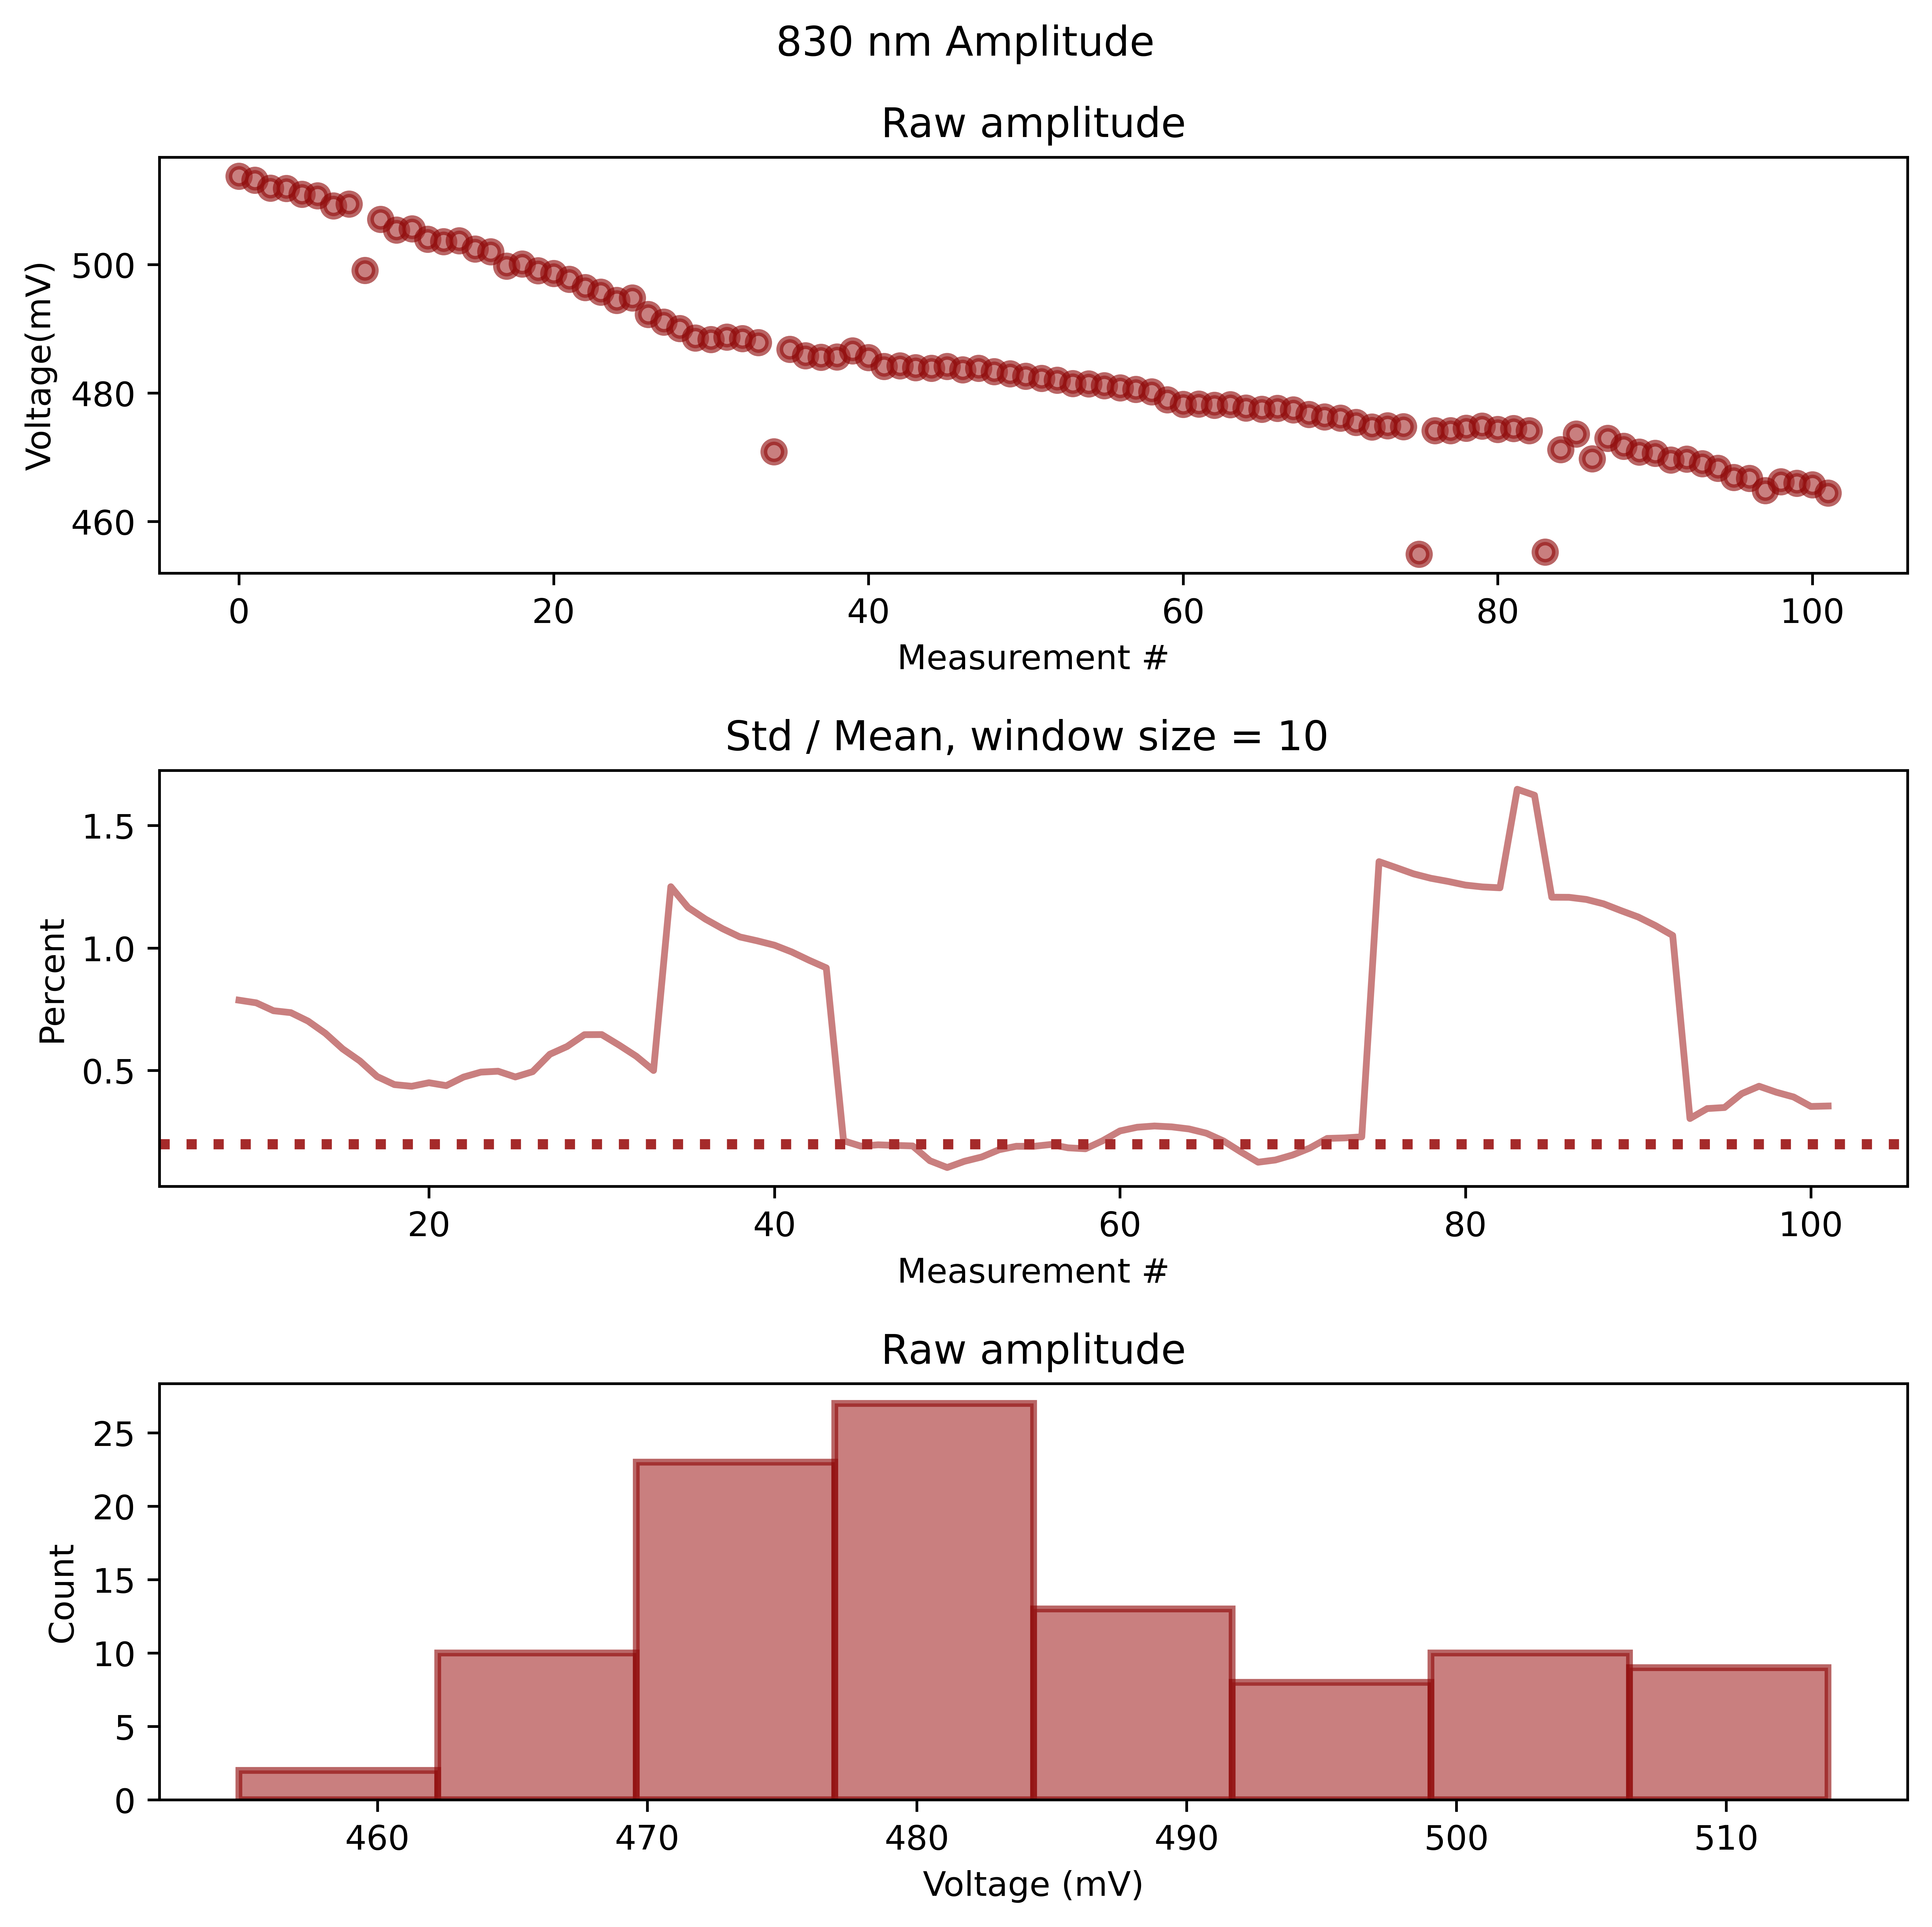 830 nm Amplitude
Raw amplitude
Voltage(mV)
500
480
460
0 20 40 60 80 100
Measurement #
Std / Mean, window size = 10
Percent
1.5
1.0
0.5
20 40 60 80 100
Measurement #
Raw amplitude
Count
25
20
15
10
5
0
460 470 480 490 500 510
Voltage (mV)